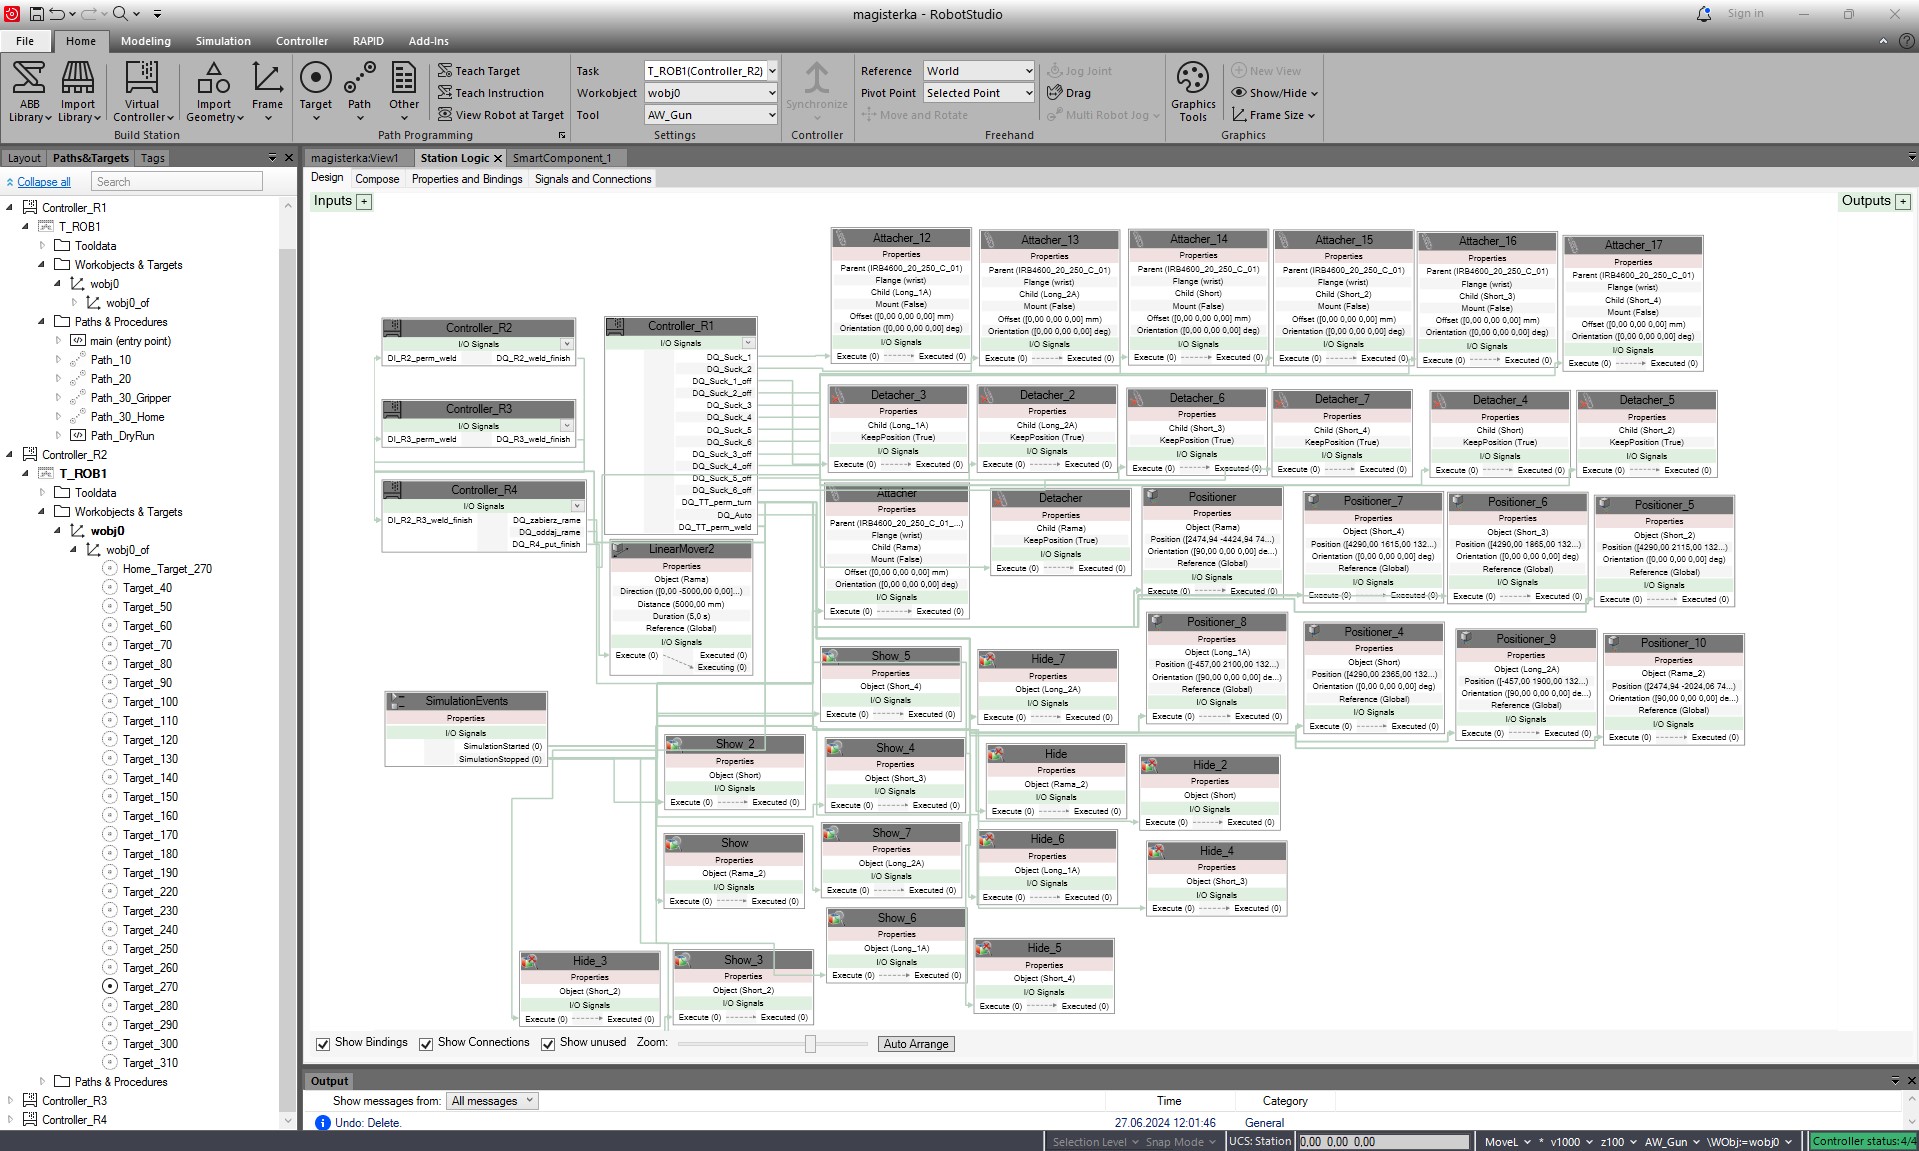 magisterka - RobotStudio
Sign in
File Home Modeling Simulation Controller RAPID Add-Ins
ABB Library
Import Library
Virtual Controller
Import Geometry
Frame
Build Station
Target
Path
Other
Teach Target
Teach Instruction
View Robot at Target
Path Programming
Task T_ROB1(Controller_R2)
Workobject wobj0
Tool AW_Gun
Settings
Synchronize
Controller
Reference World
Pivot Point Selected Point
Move and Rotate
Jog Joint
Drag
Multi Robot Jog
Freehand
Graphics Tools
New View
Show/Hide
Frame Size
Graphics
Layout Paths&Targets Tags
Collapse all
Search
Controller_R1
T_ROB1
Tooldata
Workobjects & Targets
wobj0
wobj0_of
Paths & Procedures
main (entry point)
Path_10
Path_20
Path_30_Gripper
Path_30_Home
Path_DryRun
Controller_R2
T_ROB1
Tooldata
Workobjects & Targets
wobj0
wobj0_of
Home_Target_270
Target_40
Target_50
Target_60
Target_70
Target_80
Target_90
Target_100
Target_110
Target_120
Target_130
Target_140
Target_150
Target_160
Target_170
Target_180
Target_190
Target_220
Target_230
Target_240
Target_250
Target_260
Target_270
Target_280
Target_290
Target_300
Target_310
Paths & Procedures
Controller_R3
Controller_R4
magisterka:View1 Station Logic SmartComponent_1
Design Compose Properties and Bindings Signals and Connections
Inputs +
Outputs +
Controller_R2
I/O Signals
DI_R2_perm_weld DQ_R2_weld_finish
Controller_R3
I/O Signals
DI_R3_perm_weld DQ_R3_weld_finish
Controller_R4
I/O Signals
DI_R2_R3_weld_finish DQ_zabierz_rame
DQ_oddaj_rame
DQ_R4_put_finish
Controller_R1
I/O Signals
DQ_Suck_1
DQ_Suck_2
DQ_Suck_1_off
DQ_Suck_2_off
DQ_Suck_3
DQ_Suck_4
DQ_Suck_5
DQ_Suck_6
DQ_Suck_3_off
DQ_Suck_4_off
DQ_Suck_5_off
DQ_Suck_6_off
DQ_TT_perm_turn
DQ_Auto
DQ_TT_perm_weld
LinearMover2
Properties
Object (Rama)
Direction ([0,00 -5000,00 0,00]...)
Distance (5000,00 mm)
Duration (5,0 s)
Reference (Global)
I/O Signals
Execute (0) Executed (0)
Executing (0)
SimulationEvents
Properties
I/O Signals
SimulationStarted (0)
SimulationStopped (0)
Attacher_12
Properties
Parent (IRB4600_20_250_C_01)
Flange (wrist)
Child (Long_1A)
Mount (False)
Offset ([0,00 0,00 0,00] mm)
Orientation ([0,00 0,00 0,00] deg)
I/O Signals
Execute (0) Executed (0)
Attacher_13
Properties
Parent (IRB4600_20_250_C_01)
Flange (wrist)
Child (Long_2A)
Mount (False)
Offset ([0,00 0,00 0,00] mm)
Orientation ([0,00 0,00 0,00] deg)
I/O Signals
Execute (0) Executed (0)
Attacher_14
Properties
Parent (IRB4600_20_250_C_01)
Flange (wrist)
Child (Short)
Mount (False)
Offset ([0,00 0,00 0,00] mm)
Orientation ([0,00 0,00 0,00] deg)
I/O Signals
Execute (0) Executed (0)
Attacher_15
Properties
Parent (IRB4600_20_250_C_01)
Flange (wrist)
Child (Short_2)
Mount (False)
Offset ([0,00 0,00 0,00] mm)
Orientation ([0,00 0,00 0,00] deg)
I/O Signals
Execute (0) Executed (0)
Attacher_16
Properties
Parent (IRB4600_20_250_C_01)
Flange (wrist)
Child (Short_3)
Mount (False)
Offset ([0,00 0,00 0,00] mm)
Orientation ([0,00 0,00 0,00] deg)
I/O Signals
Execute (0) Executed (0)
Attacher_17
Properties
Parent (IRB4600_20_250_C_01)
Flange (wrist)
Child (Short_4)
Mount (False)
Offset ([0,00 0,00 0,00] mm)
Orientation ([0,00 0,00 0,00] deg)
I/O Signals
Execute (0) Executed (0)
Detacher_3
Properties
Child (Long_1A)
KeepPosition (True)
I/O Signals
Execute (0) Executed (0)
Detacher_2
Properties
Child (Long_2A)
KeepPosition (True)
I/O Signals
Execute (0) Executed (0)
Detacher_6
Properties
Child (Short_3)
KeepPosition (True)
I/O Signals
Execute (0) Executed (0)
Detacher_7
Properties
Child (Short_4)
KeepPosition (True)
I/O Signals
Execute (0) Executed (0)
Detacher_4
Properties
Child (Short)
KeepPosition (True)
I/O Signals
Execute (0) Executed (0)
Detacher_5
Properties
Child (Short_2)
KeepPosition (True)
I/O Signals
Execute (0) Executed (0)
Attacher
Properties
Parent (IRB4600_20_250_C_01_...)
Flange (wrist)
Child (Rama)
Mount (False)
Offset ([0,00 0,00 0,00] mm)
Orientation ([0,00 0,00 0,00] deg)
I/O Signals
Execute (0) Executed (0)
Detacher
Properties
Child (Rama)
KeepPosition (True)
I/O Signals
Execute (0) Executed (0)
Positioner
Properties
Object (Rama)
Position ([2474,94 -4424,94 74...)
Orientation ([90,00 0,00 0,00] de...)
Reference (Global)
I/O Signals
Execute (0) Executed (0)
Positioner_7
Properties
Object (Short_4)
Position ([4290,00 1615,00 132...)
Orientation ([0,00 0,00 0,00] deg)
Reference (Global)
I/O Signals
Execute (0) Executed (0)
Positioner_6
Properties
Object (Short_3)
Position ([4290,00 1865,00 132...)
Orientation ([0,00 0,00 0,00] deg)
Reference (Global)
I/O Signals
Execute (0) Executed (0)
Positioner_5
Properties
Object (Short_2)
Position ([4290,00 2115,00 132...)
Orientation ([0,00 0,00 0,00] deg)
Reference (Global)
I/O Signals
Execute (0) Executed (0)
Positioner_8
Properties
Object (Long_1A)
Position ([-457,00 2100,00 132...)
Orientation ([90,00 0,00 0,00] de...)
Reference (Global)
I/O Signals
Execute (0) Executed (0)
Positioner_4
Properties
Object (Short)
Position ([4290,00 2365,00 132...)
Orientation ([0,00 0,00 0,00] deg)
Reference (Global)
I/O Signals
Execute (0) Executed (0)
Positioner_9
Properties
Object (Long_2A)
Position ([-457,00 1900,00 132...)
Orientation ([90,00 0,00 0,00] de...)
Reference (Global)
I/O Signals
Execute (0) Executed (0)
Positioner_10
Properties
Object (Rama_2)
Position ([2474,94 -2024,06 74...)
Orientation ([90,00 0,00 0,00] de...)
Reference (Global)
I/O Signals
Execute (0) Executed (0)
Show_5
Properties
Object (Short_4)
I/O Signals
Execute (0) Executed (0)
Hide_7
Properties
Object (Long_2A)
I/O Signals
Execute (0) Executed (0)
Show_2
Properties
Object (Short)
I/O Signals
Execute (0) Executed (0)
Show_4
Properties
Object (Short_3)
I/O Signals
Execute (0) Executed (0)
Hide
Properties
Object (Rama_2)
I/O Signals
Execute (0) Executed (0)
Hide_2
Properties
Object (Short)
I/O Signals
Execute (0) Executed (0)
Show
Properties
Object (Rama_2)
I/O Signals
Execute (0) Executed (0)
Show_7
Properties
Object (Long_2A)
I/O Signals
Execute (0) Executed (0)
Hide_6
Properties
Object (Long_1A)
I/O Signals
Execute (0) Executed (0)
Hide_4
Properties
Object (Short_3)
I/O Signals
Execute (0) Executed (0)
Show_6
Properties
Object (Long_1A)
I/O Signals
Execute (0) Executed (0)
Hide_3
Properties
Object (Short_2)
I/O Signals
Execute (0) Executed (0)
Show_3
Properties
Object (Short_2)
I/O Signals
Execute (0) Executed (0)
Hide_5
Properties
Object (Short_4)
I/O Signals
Execute (0) Executed (0)
Show Bindings Show Connections Show unused Zoom: Auto Arrange
Output
Show messages from: All messages Time Category
Undo: Delete. 27.06.2024 12:01:46 General
Selection Level Snap Mode UCS: Station 0,00 0,00 0,00 MoveL * v1000 z100 AW_Gun \WObj:=wobj0 Controller status: 4/4